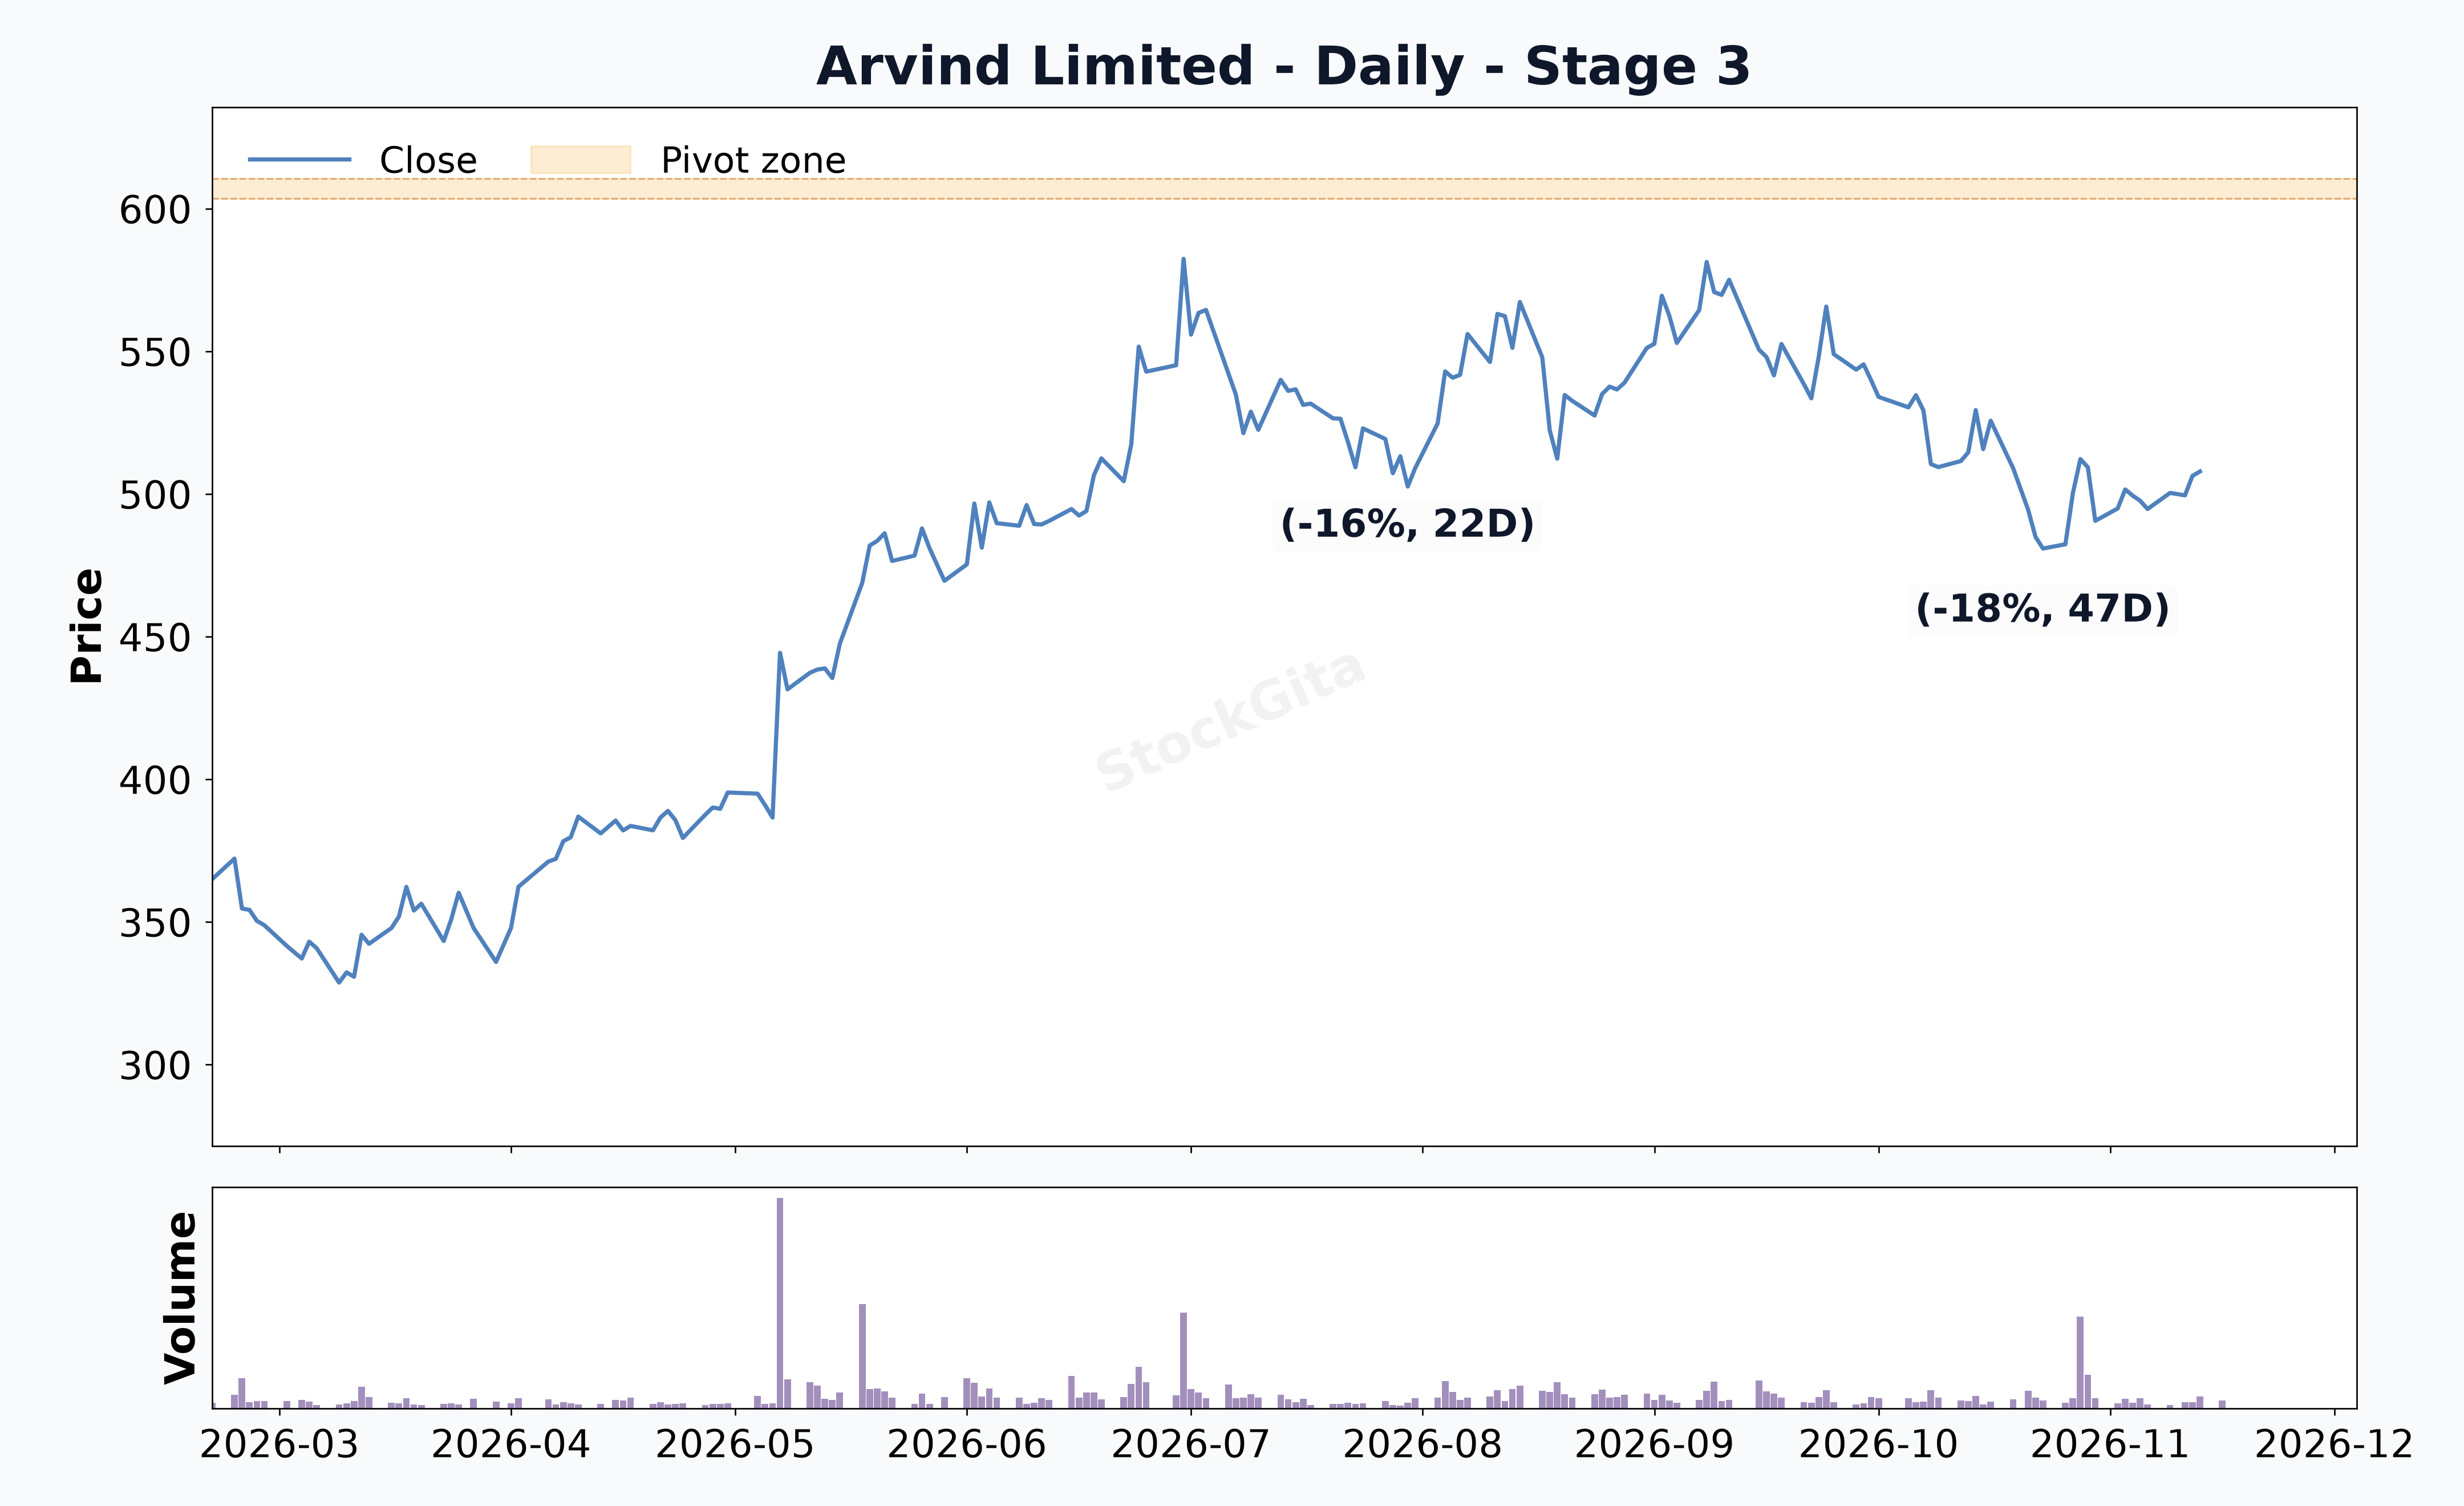 Arvind Limited - Daily - Stage 3
Close
Pivot zone
600
550
500
450
400
350
300
Price
(-16%, 22D)
(-18%, 47D)
StockGita
Volume
2026-03
2026-04
2026-05
2026-06
2026-07
2026-08
2026-09
2026-10
2026-11
2026-12